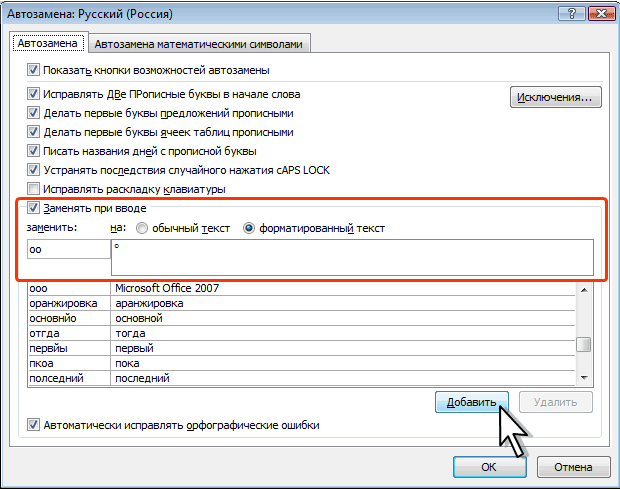 Автозамена: Русский (Россия)
Автозамена Автозамена математическими символами
Показать кнопки возможностей автозамены
Исправлять ДВе ПРописные буквы в начале слова
Исключения...
Делать первые буквы предложений прописными
Делать первые буквы ячеек таблиц прописными
Писать названия дней с прописной буквы
Устранять последствия случайного нажатия cAPS LOCK
Исправлять раскладку клавиатуры
Заменять при вводе
заменить: на: обычный текст форматированный текст
оо °
ооо Microsoft Office 2007
оранжировка аранжировка
основнйо основной
отгда тогда
первйы первый
пкоа пока
полседний последний
Добавить Удалить
Автоматически исправлять орфографические ошибки
ОК Отмена